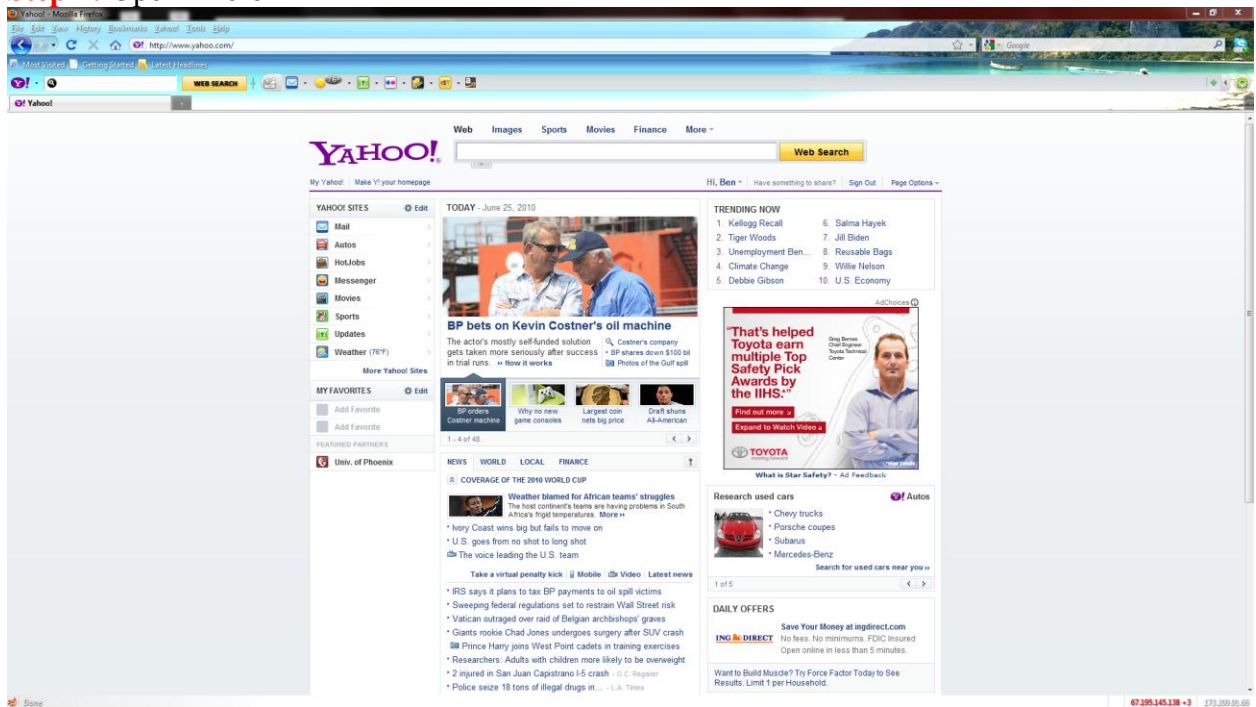 Yahoo! - Mozilla Firefox
File Edit View History Bookmarks Yahoo! Tools Help
http://www.yahoo.com/
Google
Most Visited Getting Started Latest Headlines
WEB SEARCH
Yahoo!
Web Images Sports Movies Finance More
YAHOO!
Web Search
My Yahoo! Make Y! your homepage
Hi, Ben Have something to share? Sign Out Page Options
YAHOO! SITES Edit
Mail
Autos
HotJobs
Messenger
Movies
Sports
Updates
Weather (76°F)
More Yahoo! Sites
MY FAVORITES Edit
Add Favorite
Add Favorite
FEATURED PARTNERS
Univ. of Phoenix
TODAY - June 25, 2010
BP bets on Kevin Costner's oil machine
The actor's mostly self-funded solution
gets taken more seriously after success
in trial runs. » How it works
Costner's company
• BP shares down $100 bil
Photos of the Gulf spill
BP orders
Costner machine
Why no new
game consoles
Largest coin
nets big price
Draft shuns
All-American
1 - 4 of 48
NEWS WORLD LOCAL FINANCE
COVERAGE OF THE 2010 WORLD CUP
Weather blamed for African teams' struggles
The host continent's teams are having problems in South
Africa's frigid temperatures. More »
• Ivory Coast wins big but fails to move on
• U.S. goes from no shot to long shot
The voice leading the U.S. team
Take a virtual penalty kick Mobile Video Latest news
• IRS says it plans to tax BP payments to oil spill victims
• Sweeping federal regulations set to restrain Wall Street risk
• Vatican outraged over raid of Belgian archbishops' graves
• Giants rookie Chad Jones undergoes surgery after SUV crash
Prince Harry joins West Point cadets in training exercises
• Researchers: Adults with children more likely to be overweight
• 2 injured in San Juan Capistrano I-5 crash - O.C. Register
• Police seize 18 tons of illegal drugs in... - L.A. Times
TRENDING NOW
1. Kellogg Recall
2. Tiger Woods
3. Unemployment Ben...
4. Climate Change
5. Debbie Gibson
6. Salma Hayek
7. Jill Biden
8. Reusable Bags
9. Willie Nelson
10. U.S. Economy
AdChoices
"That's helped
Toyota earn
multiple Top
Safety Pick
Awards by
the IIHS.*"
Greg Bernas
Chief Engineer
Toyota Technical
Center
Find out more
Expand to Watch Video
TOYOTA
moving forward
What is Star Safety? - Ad Feedback
Research used cars Y! Autos
• Chevy trucks
• Porsche coupes
• Subarus
• Mercedes-Benz
Search for used cars near you »
1 of 5
DAILY OFFERS
ING DIRECT
Save Your Money at ingdirect.com
No fees. No minimums. FDIC Insured
Open online in less than 5 minutes.
Want to Build Muscle? Try Force Factor Today to See
Results. Limit 1 per Household.
Done
67.195.145.138 +3